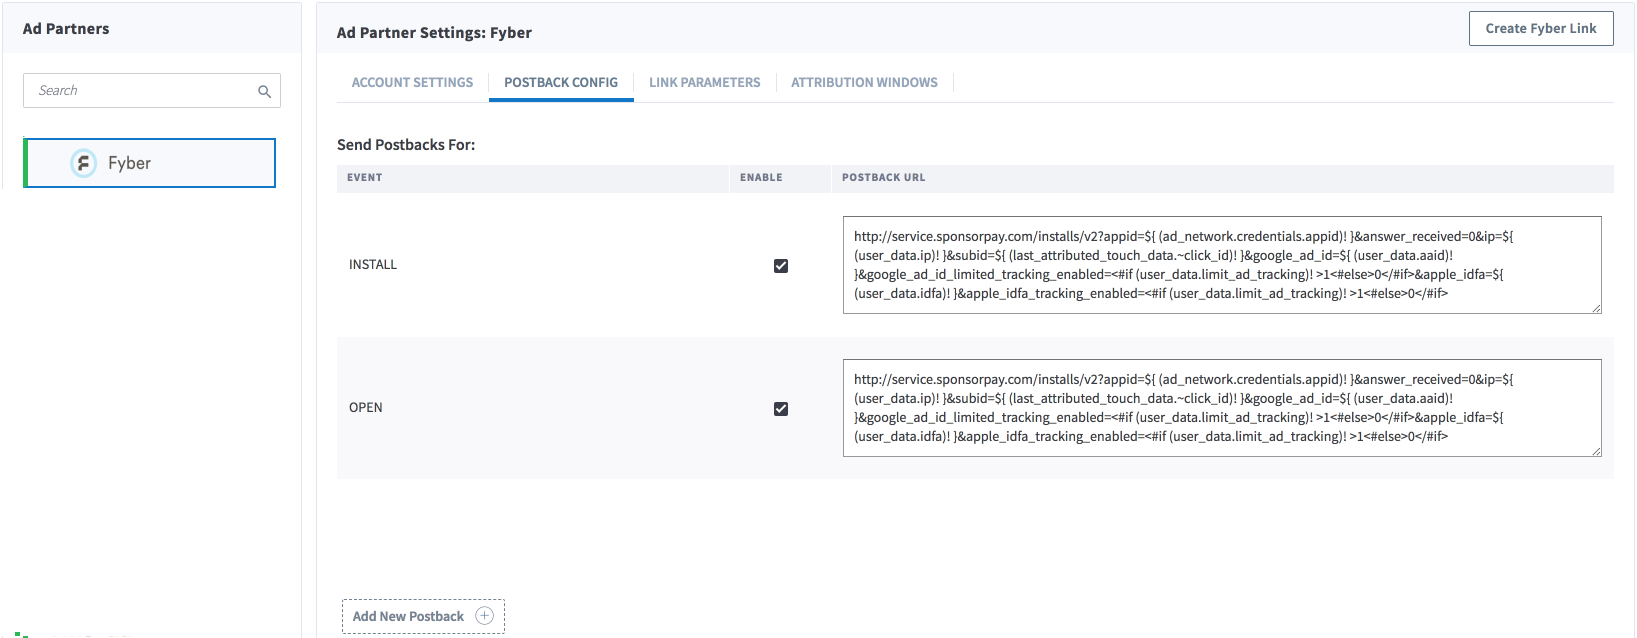 Ad Partners
Search
Fyber
Ad Partner Settings: Fyber
Create Fyber Link
ACCOUNT SETTINGS
POSTBACK CONFIG
LINK PARAMETERS
ATTRIBUTION WINDOWS
Send Postbacks For:
EVENT
ENABLE
POSTBACK URL
INSTALL
http://service.sponsorpay.com/installs/v2?appid=${ (ad_network.credentials.appid)! }&answer_received=0&ip=${
(user_data.ip)! }&subid=${ (last_attributed_touch_data.~click_id)! }&google_ad_id=${ (user_data.aaid)!
}&google_ad_id_limited_tracking_enabled=<#if (user_data.limit_ad_tracking)! >1<#else>0</#if>&apple_idfa=${
(user_data.idfa)! }&apple_idfa_tracking_enabled=<#if (user_data.limit_ad_tracking)! >1<#else>0</#if>
OPEN
http://service.sponsorpay.com/installs/v2?appid=${ (ad_network.credentials.appid)! }&answer_received=0&ip=${
(user_data.ip)! }&subid=${ (last_attributed_touch_data.~click_id)! }&google_ad_id=${ (user_data.aaid)!
}&google_ad_id_limited_tracking_enabled=<#if (user_data.limit_ad_tracking)! >1<#else>0</#if>&apple_idfa=${
(user_data.idfa)! }&apple_idfa_tracking_enabled=<#if (user_data.limit_ad_tracking)! >1<#else>0</#if>
Add New Postback